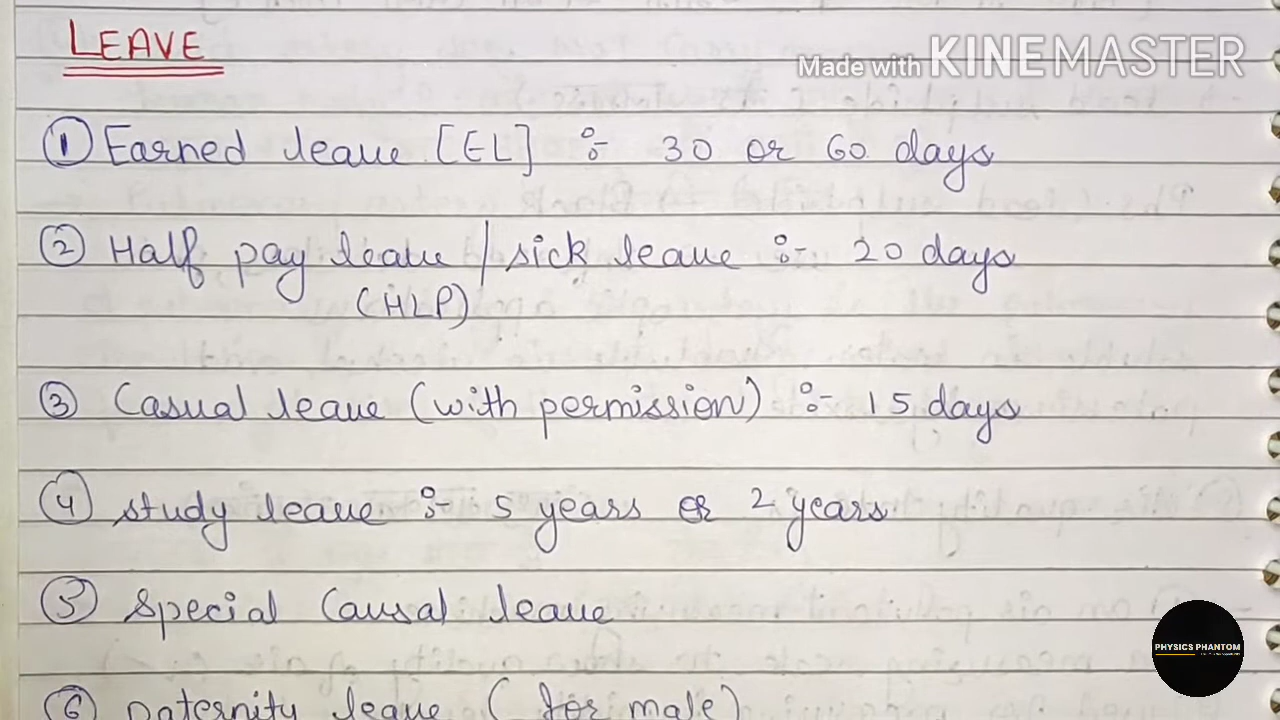 LEAVE
Made with KINEMASTER
① Earned leave [EL] :- 30 or 60 days
② Half pay leave / sick leave :- 20 days
(HLP)
③ Casual leave (with permission) :- 15 days
④ study leave :- 5 years or 2 years
⑤ special Causal leave
PHYSICS PHANTOM
⑥ paternity leave (for male)